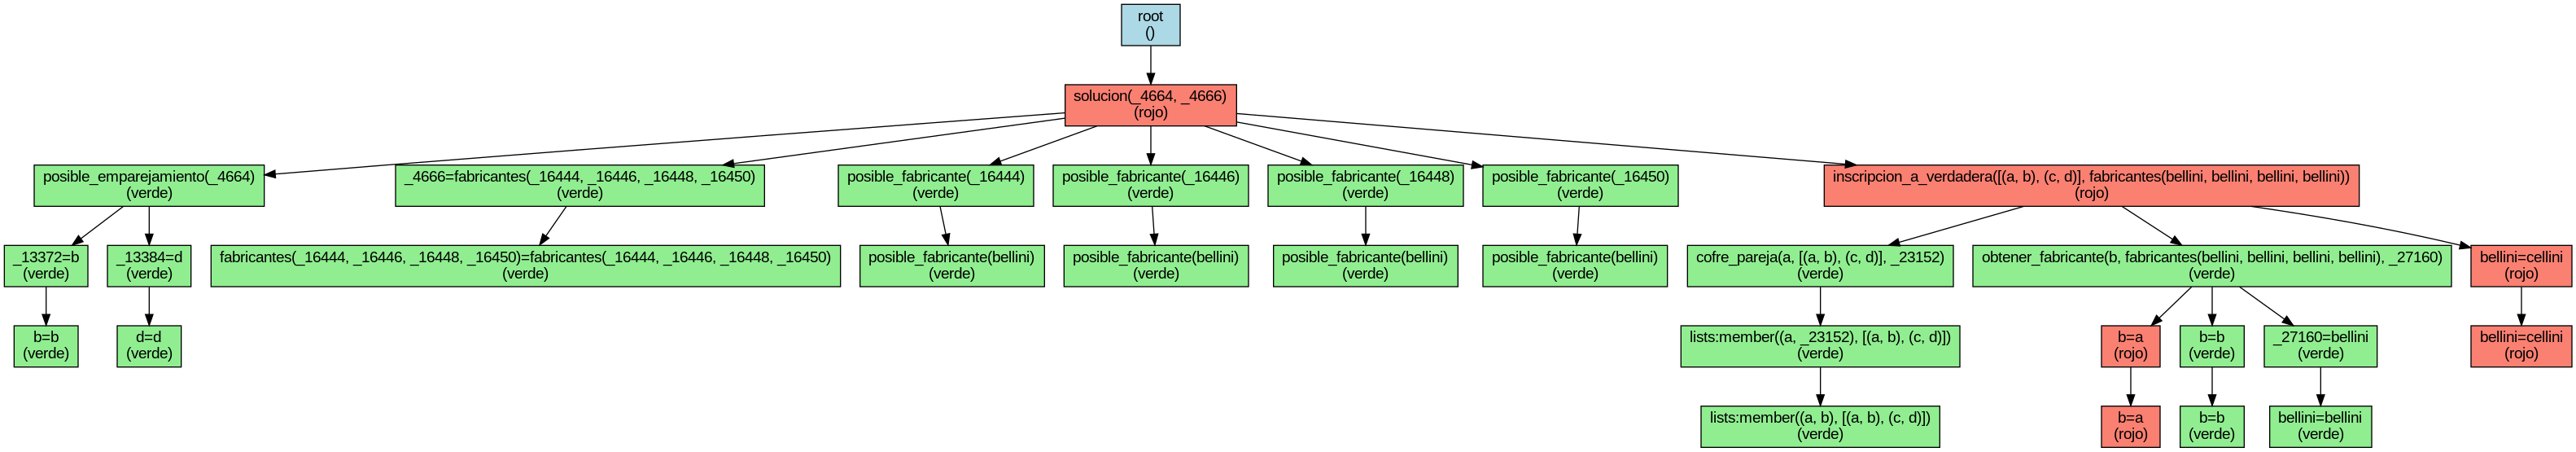 root
()
solucion(_4664, _4666)
(rojo)
posible_emparejamiento(_4664)
(verde)
_4666=fabricantes(_16444, _16446, _16448, _16450)
(verde)
posible_fabricante(_16444)
(verde)
posible_fabricante(_16446)
(verde)
posible_fabricante(_16448)
(verde)
posible_fabricante(_16450)
(verde)
inscripcion_a_verdadera([(a, b), (c, d)], fabricantes(bellini, bellini, bellini, bellini))
(rojo)
_13372=b
(verde)
_13384=d
(verde)
fabricantes(_16444, _16446, _16448, _16450)=fabricantes(_16444, _16446, _16448, _16450)
(verde)
posible_fabricante(bellini)
(verde)
posible_fabricante(bellini)
(verde)
posible_fabricante(bellini)
(verde)
posible_fabricante(bellini)
(verde)
cofre_pareja(a, [(a, b), (c, d)], _23152)
(verde)
obtener_fabricante(b, fabricantes(bellini, bellini, bellini, bellini), _27160)
(verde)
bellini=cellini
(rojo)
b=b
(verde)
d=d
(verde)
lists:member((a, _23152), [(a, b), (c, d)])
(verde)
b=a
(rojo)
b=b
(verde)
_27160=bellini
(verde)
bellini=cellini
(rojo)
lists:member((a, b), [(a, b), (c, d)])
(verde)
b=a
(rojo)
b=b
(verde)
bellini=bellini
(verde)